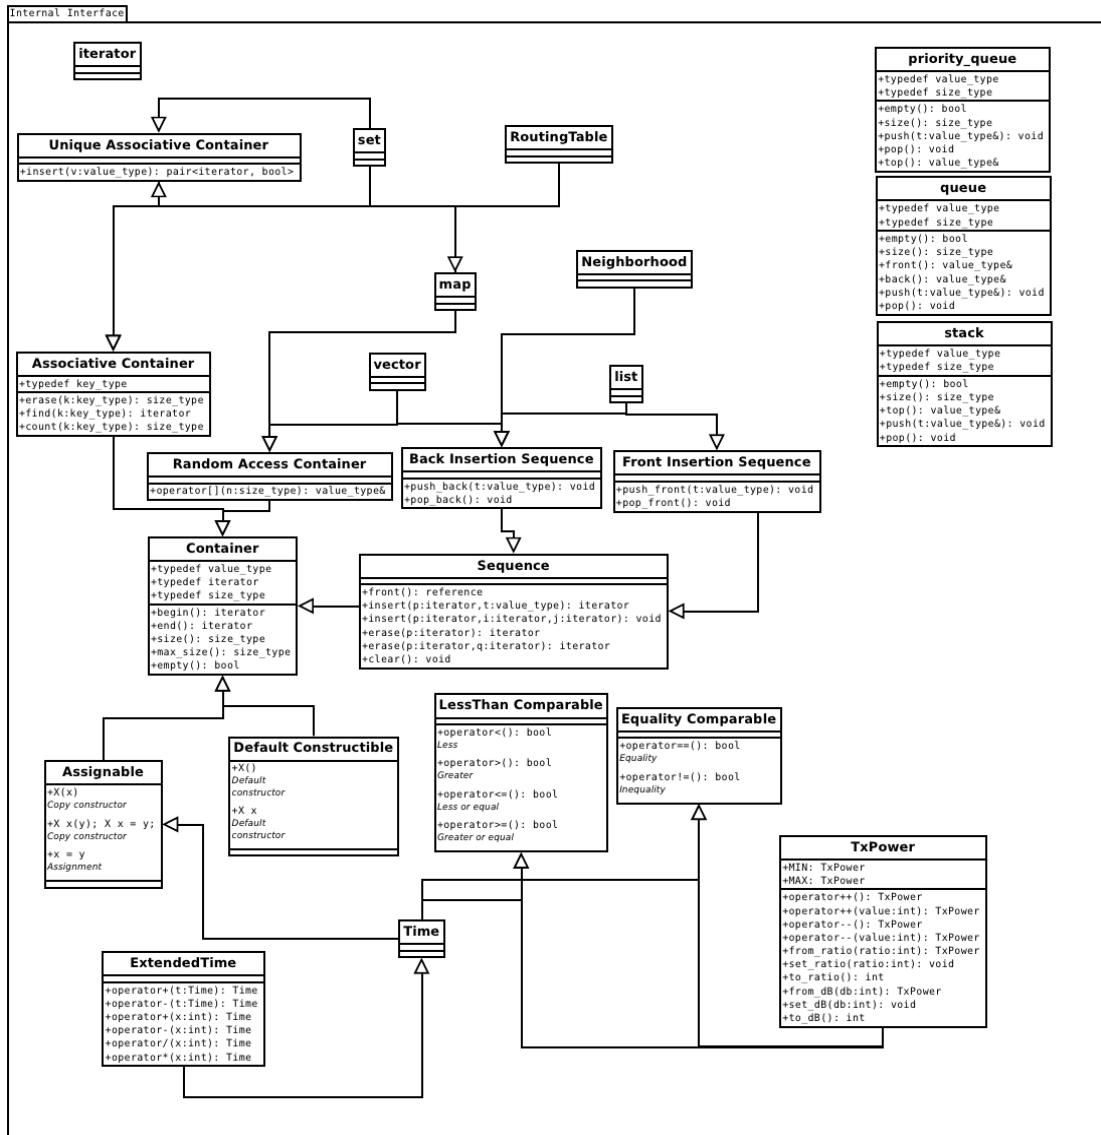 Internal Interface
iterator
priority_queue
+typedef value_type
+typedef size_type
+empty(): bool
+size(): size_type
+push(t:value_type&): void
+pop(): void
+top(): value_type&
Unique Associative Container
+insert(v:value_type): pair<iterator, bool>
set
RoutingTable
queue
+typedef value_type
+typedef size_type
+empty(): bool
+size(): size_type
+front(): value_type&
+back(): value_type&
+push(t:value_type&): void
+pop(): void
map
Neighborhood
stack
+typedef value_type
+typedef size_type
+empty(): bool
+size(): size_type
+top(): value_type&
+push(t:value_type&): void
+pop(): void
Associative Container
+typedef key_type
+erase(k:key_type): size_type
+find(k:key_type): iterator
+count(k:key_type): size_type
vector
list
Random Access Container
+operator[](n:size_type): value_type&
Back Insertion Sequence
+push_back(t:value_type): void
+pop_back(): void
Front Insertion Sequence
+push_front(t:value_type): void
+pop_front(): void
Container
+typedef value_type
+typedef iterator
+typedef size_type
+begin(): iterator
+end(): iterator
+size(): size_type
+max_size(): size_type
+empty(): bool
Sequence
+front(): reference
+insert(p:iterator,t:value_type): iterator
+insert(p:iterator,i:iterator,j:iterator): void
+erase(p:iterator): iterator
+erase(p:iterator,q:iterator): iterator
+clear(): void
Assignable
+X(x)
Copy constructor
+X x(y); X x = y;
Copy constructor
+x = y
Assignment
Default Constructible
+X()
Default
constructor
+X x
Default
constructor
LessThan Comparable
+operator<(): bool
Less
+operator>(): bool
Greater
+operator<=(): bool
Less or equal
+operator>=(): bool
Greater or equal
Equality Comparable
+operator==(): bool
Equality
+operator!=(): bool
Inequality
TxPower
+MIN: TxPower
+MAX: TxPower
+operator++(): TxPower
+operator++(value:int): TxPower
+operator--(): TxPower
+operator--(value:int): TxPower
+from_ratio(ratio:int): TxPower
+set_ratio(ratio:int): void
+to_ratio(): int
+from_dB(db:int): TxPower
+set_dB(db:int): void
+to_dB(): int
Time
ExtendedTime
+operator+(t:Time): Time
+operator-(t:Time): Time
+operator+(x:int): Time
+operator-(x:int): Time
+operator/(x:int): Time
+operator*(x:int): Time